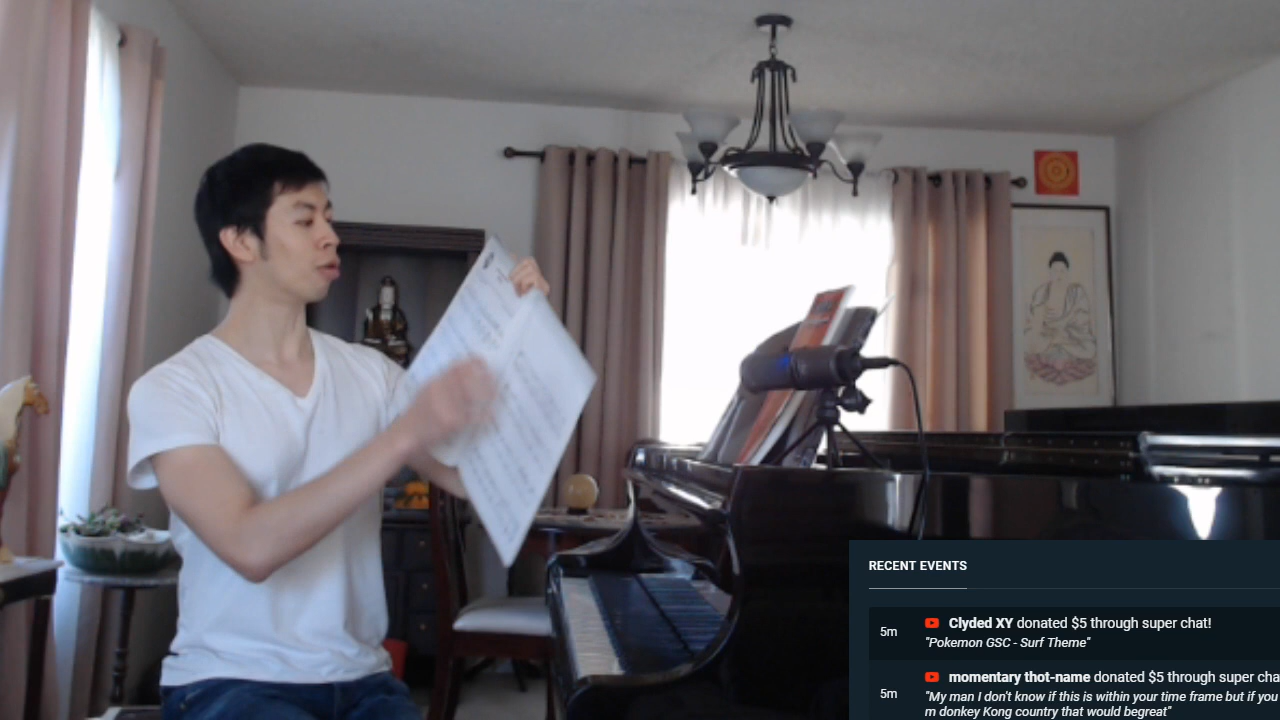 RECENT EVENTS
5m
Clyded XY donated $5 through super chat!
"Pokemon GSC - Surf Theme"
5m
momentary thot-name donated $5 through super cha
"My man I don't know if this is within your time frame but if you
m donkey Kong country that would begreat"